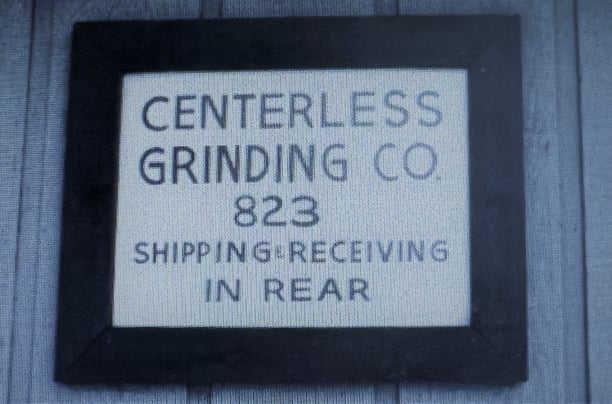 CENTERLESS
GRINDING CO.
823
SHIPPING & RECEIVING
IN REAR